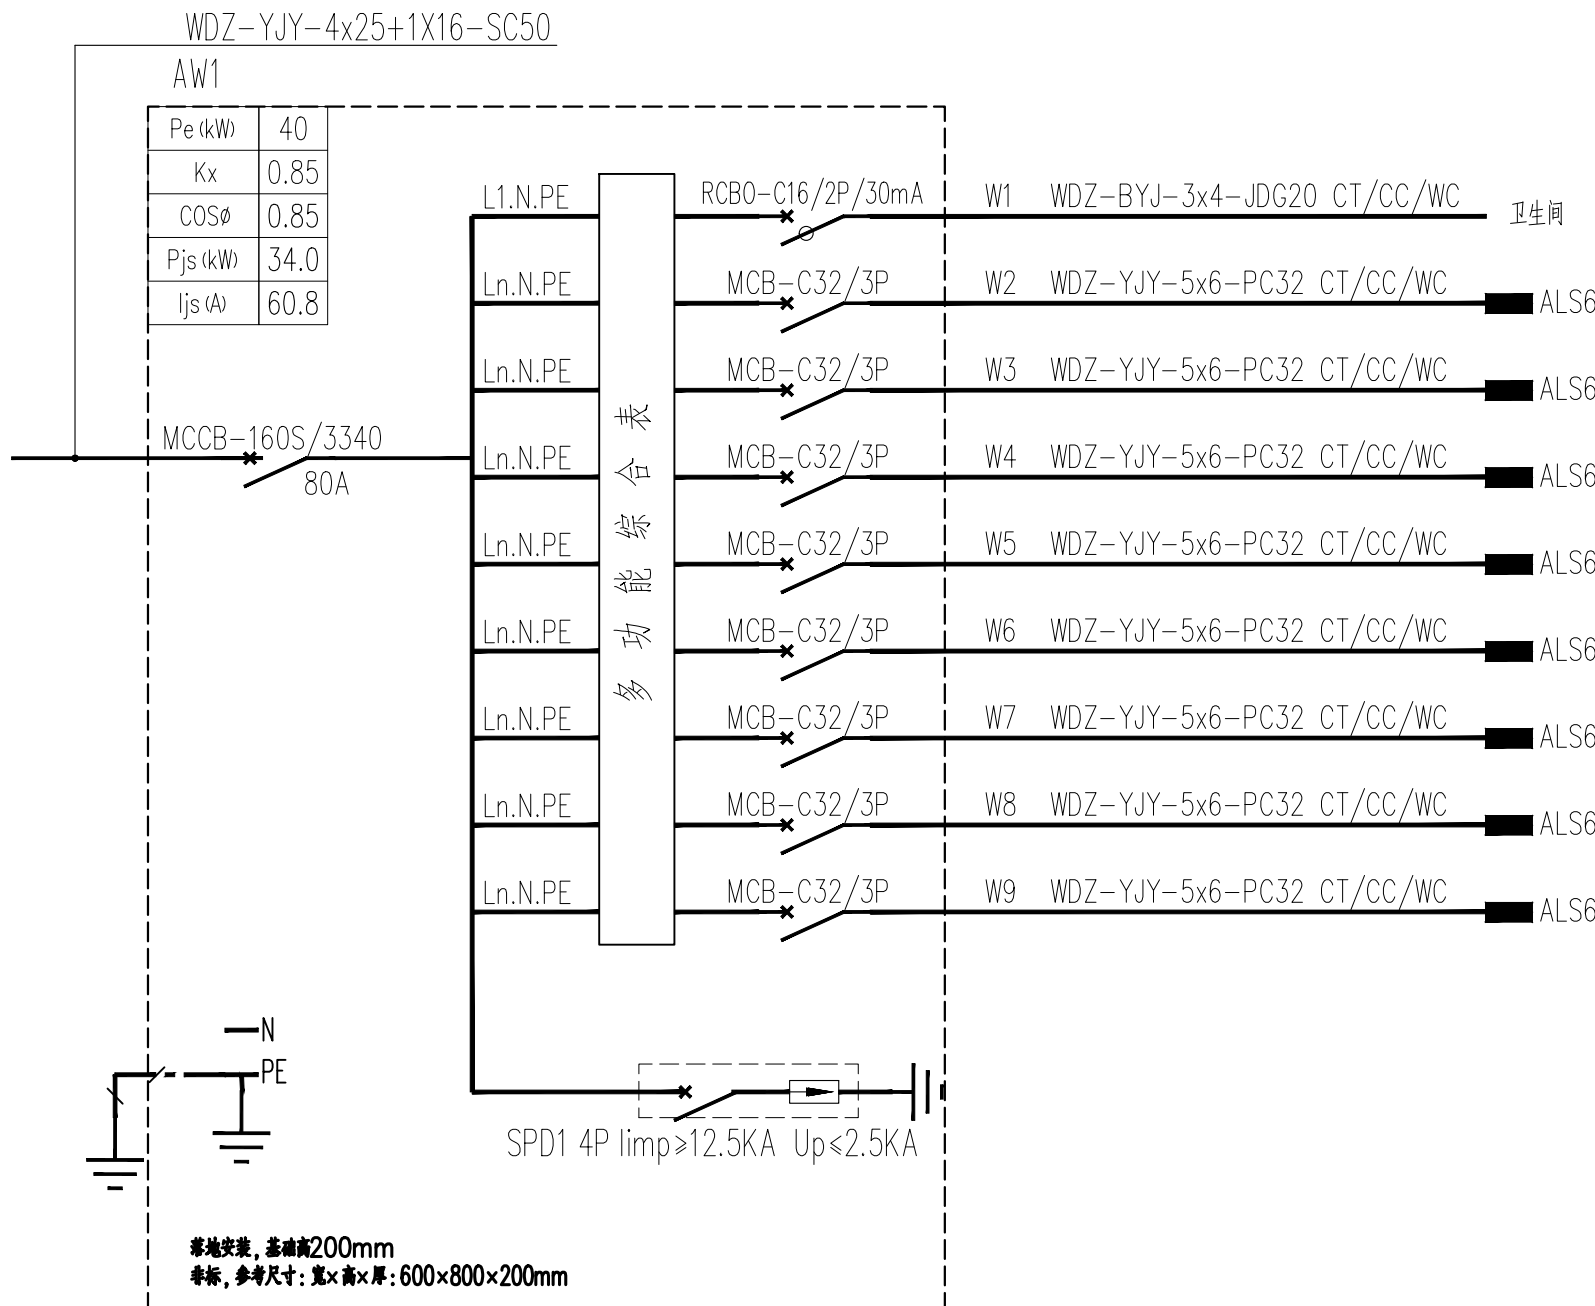 WDZ-YJY-4x25+1X16-SC50
AW1
Pe(kW) 40
Kx 0.85
COSø 0.85
Pjs(kW) 34.0
Ijs(A) 60.8
MCCB-160S/3340
80A
多功能综合表
L1.N.PE RCBO-C16/2P/30mA W1 WDZ-BYJ-3x4-JDG20 CT/CC/WC 卫生间
Ln.N.PE MCB-C32/3P W2 WDZ-YJY-5x6-PC32 CT/CC/WC ALS6
Ln.N.PE MCB-C32/3P W3 WDZ-YJY-5x6-PC32 CT/CC/WC ALS6
Ln.N.PE MCB-C32/3P W4 WDZ-YJY-5x6-PC32 CT/CC/WC ALS6
Ln.N.PE MCB-C32/3P W5 WDZ-YJY-5x6-PC32 CT/CC/WC ALS6
Ln.N.PE MCB-C32/3P W6 WDZ-YJY-5x6-PC32 CT/CC/WC ALS6
Ln.N.PE MCB-C32/3P W7 WDZ-YJY-5x6-PC32 CT/CC/WC ALS6
Ln.N.PE MCB-C32/3P W8 WDZ-YJY-5x6-PC32 CT/CC/WC ALS6
Ln.N.PE MCB-C32/3P W9 WDZ-YJY-5x6-PC32 CT/CC/WC ALS6
N
PE
SPD1 4P Iimp≥12.5KA Up≤2.5KA
落地安装,基础高200mm
非标,参考尺寸:宽×高×厚:600×800×200mm